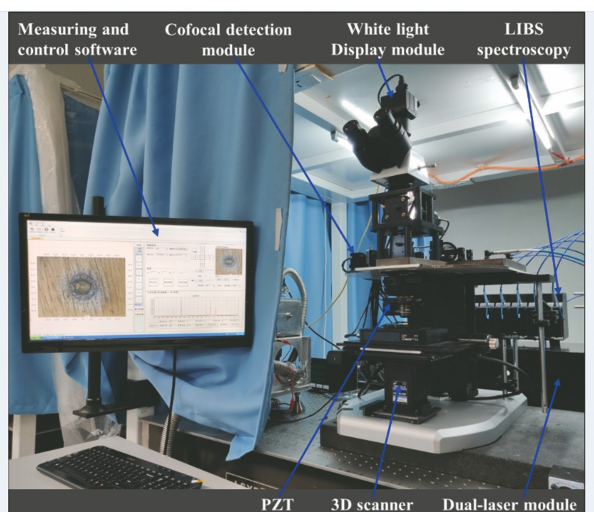 Measuring and
control software
Cofocal detection
module
White light
Display module
LIBS
spectroscopy
PZT
3D scanner
Dual-laser module